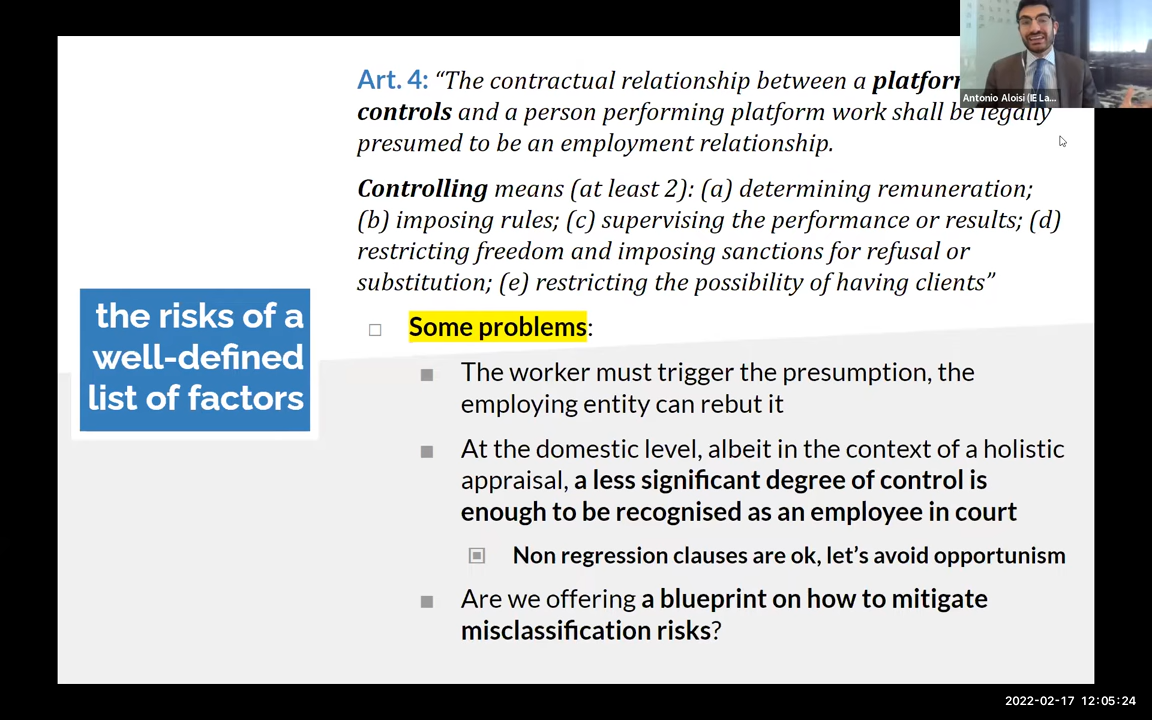 Art. 4: “The contractual relationship between a
controls and a person performing platform work shall be legally
presumed to be an employment relationship.
Controlling means (at least 2): (a) determining remuneration;
(b) imposing rules; (c) supervising the performance or results; (d)
restricting freedom and imposing sanctions for refusal or
substitution; (e) restricting the possibility of having clients”
the risks of a
well-defined
list of factors
Some problems:
The worker must trigger the presumption, the
employing entity can rebut it
At the domestic level, albeit in the context of a holistic
appraisal, a less significant degree of control is
enough to be recognised as an employee in court
Non regression clauses are ok, let’s avoid opportunism
Are we offering a blueprint on how to mitigate
misclassification risks?
Antonio Aloisi (IE La...
2022-02-17 12:05:24